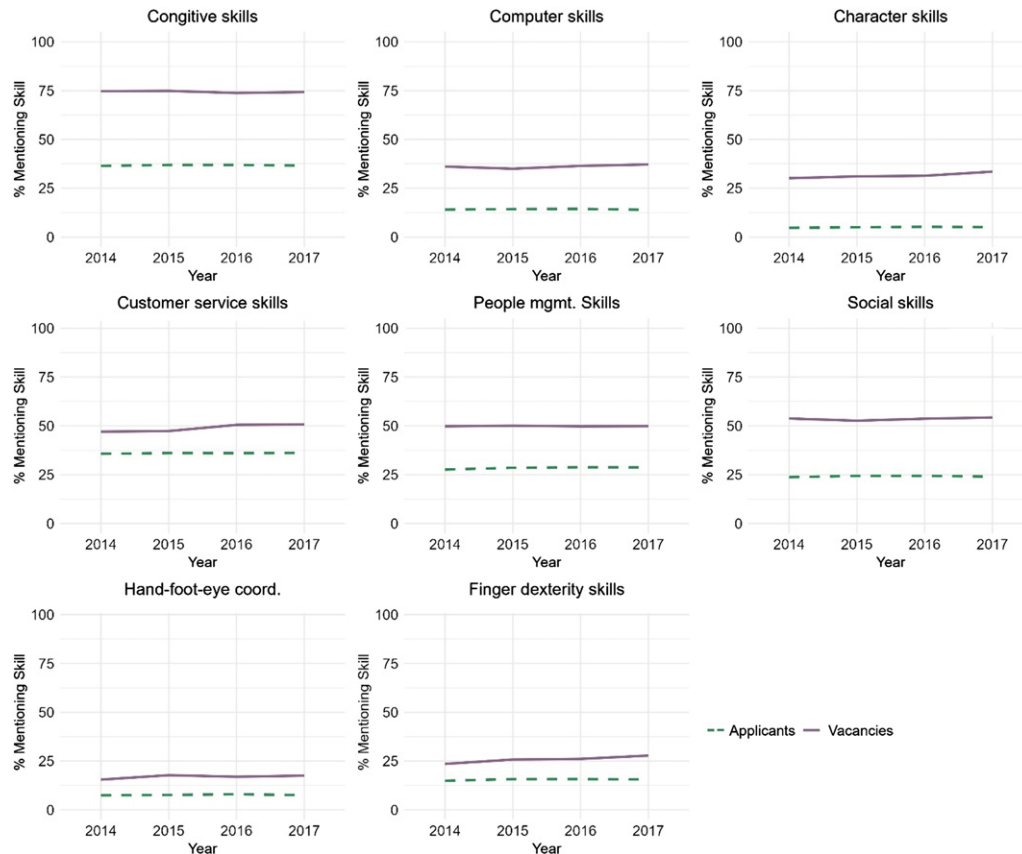 Congitive skills
Computer skills
Character skills
100
75
50
25
0
% Mentioning Skill
2014 2015 2016 2017
Year
100
75
50
25
0
% Mentioning Skill
2014 2015 2016 2017
Year
100
75
50
25
0
% Mentioning Skill
2014 2015 2016 2017
Year
Customer service skills
People mgmt. Skills
Social skills
100
75
50
25
0
% Mentioning Skill
2014 2015 2016 2017
Year
100
75
50
25
0
% Mentioning Skill
2014 2015 2016 2017
Year
100
75
50
25
0
% Mentioning Skill
2014 2015 2016 2017
Year
Hand-foot-eye coord.
Finger dexterity skills
100
75
50
25
0
% Mentioning Skill
2014 2015 2016 2017
Year
100
75
50
25
0
% Mentioning Skill
2014 2015 2016 2017
Year
Applicants Vacancies